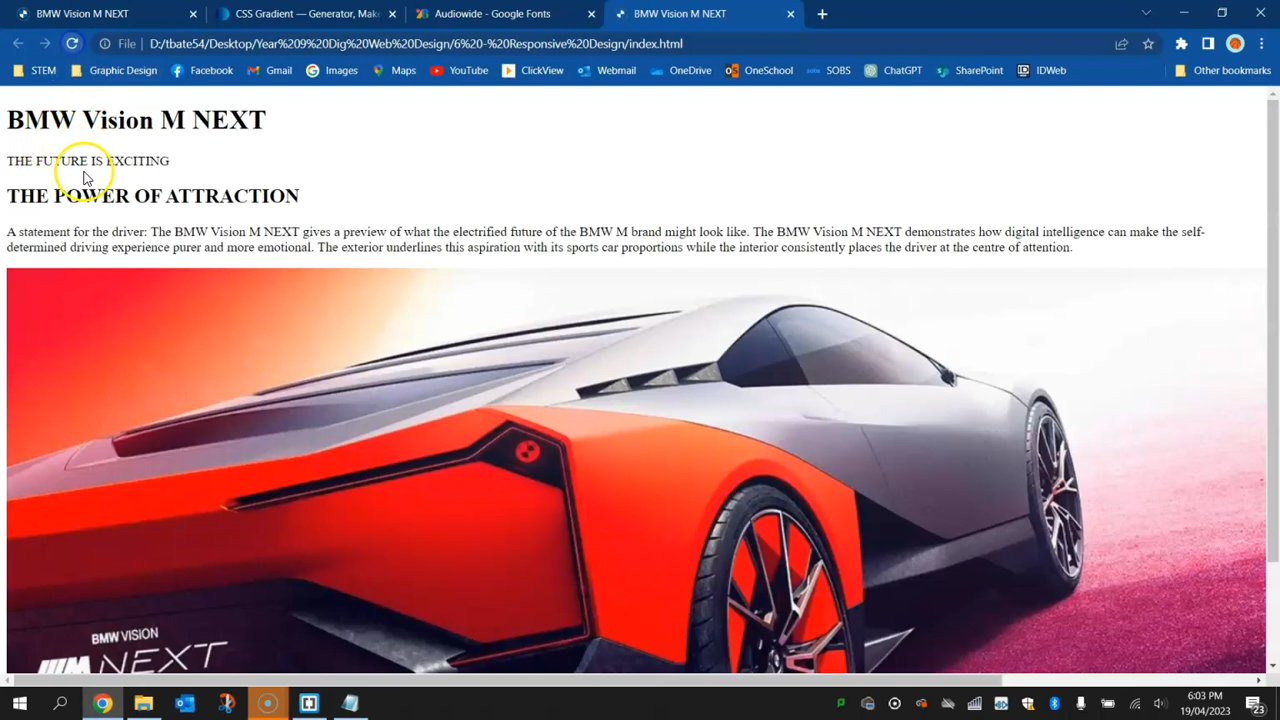 BMW Vision M NEXT
CSS Gradient — Generator, Mak
Audiowide - Google Fonts
BMW Vision M NEXT
File
D:/tbate54/Desktop/Year%209%20Dig%20Web%20Design/6%20-%20Responsive%20Design/index.html
STEM
Graphic Design
Facebook
Gmail
Images
Maps
YouTube
ClickView
Webmail
OneDrive
OneSchool
SOBS
ChatGPT
SharePoint
IDWeb
Other bookmarks
BMW Vision M NEXT
THE FUTURE IS EXCITING
THE POWER OF ATTRACTION
A statement for the driver: The BMW Vision M NEXT gives a preview of what the electrified future of the BMW M brand might look like. The BMW Vision M NEXT demonstrates how digital intelligence can make the self-
determined driving experience purer and more emotional. The exterior underlines this aspiration with its sports car proportions while the interior consistently places the driver at the centre of attention.
BMW VISION
M NEXT
6:03 PM
19/04/2023
23